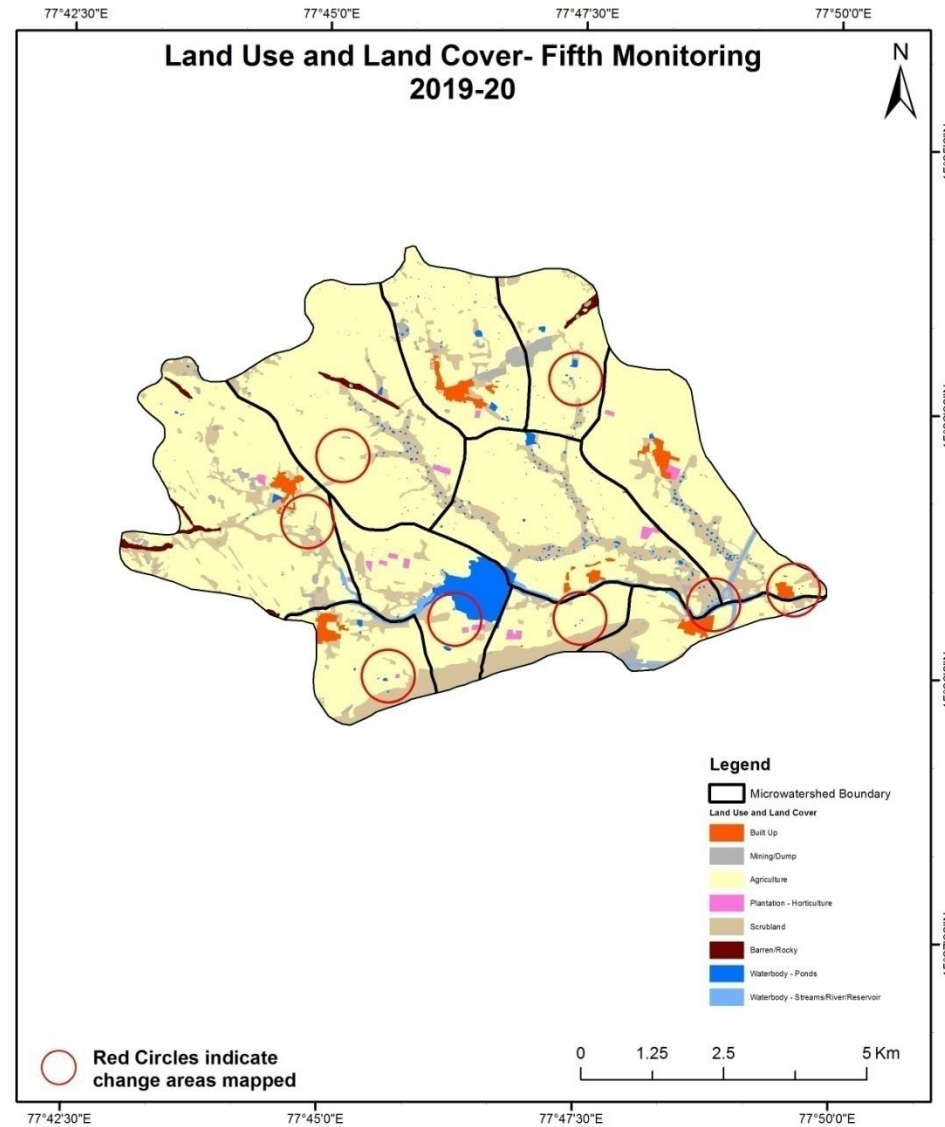 77°42'30"E 77°45'0"E 77°47'30"E 77°50'0"E
Land Use and Land Cover- Fifth Monitoring
2019-20
N
Legend
Microwatershed Boundary
Land Use and Land Cover
Built Up
Mining/Dump
Agriculture
Plantation - Horticulture
Scrubland
Barren/Rocky
Waterbody - Ponds
Waterbody - Streams/River/Reservoir
Red Circles indicate
change areas mapped
0 1.25 2.5 5 Km
77°42'30"E 77°45'0"E 77°47'30"E 77°50'0"E